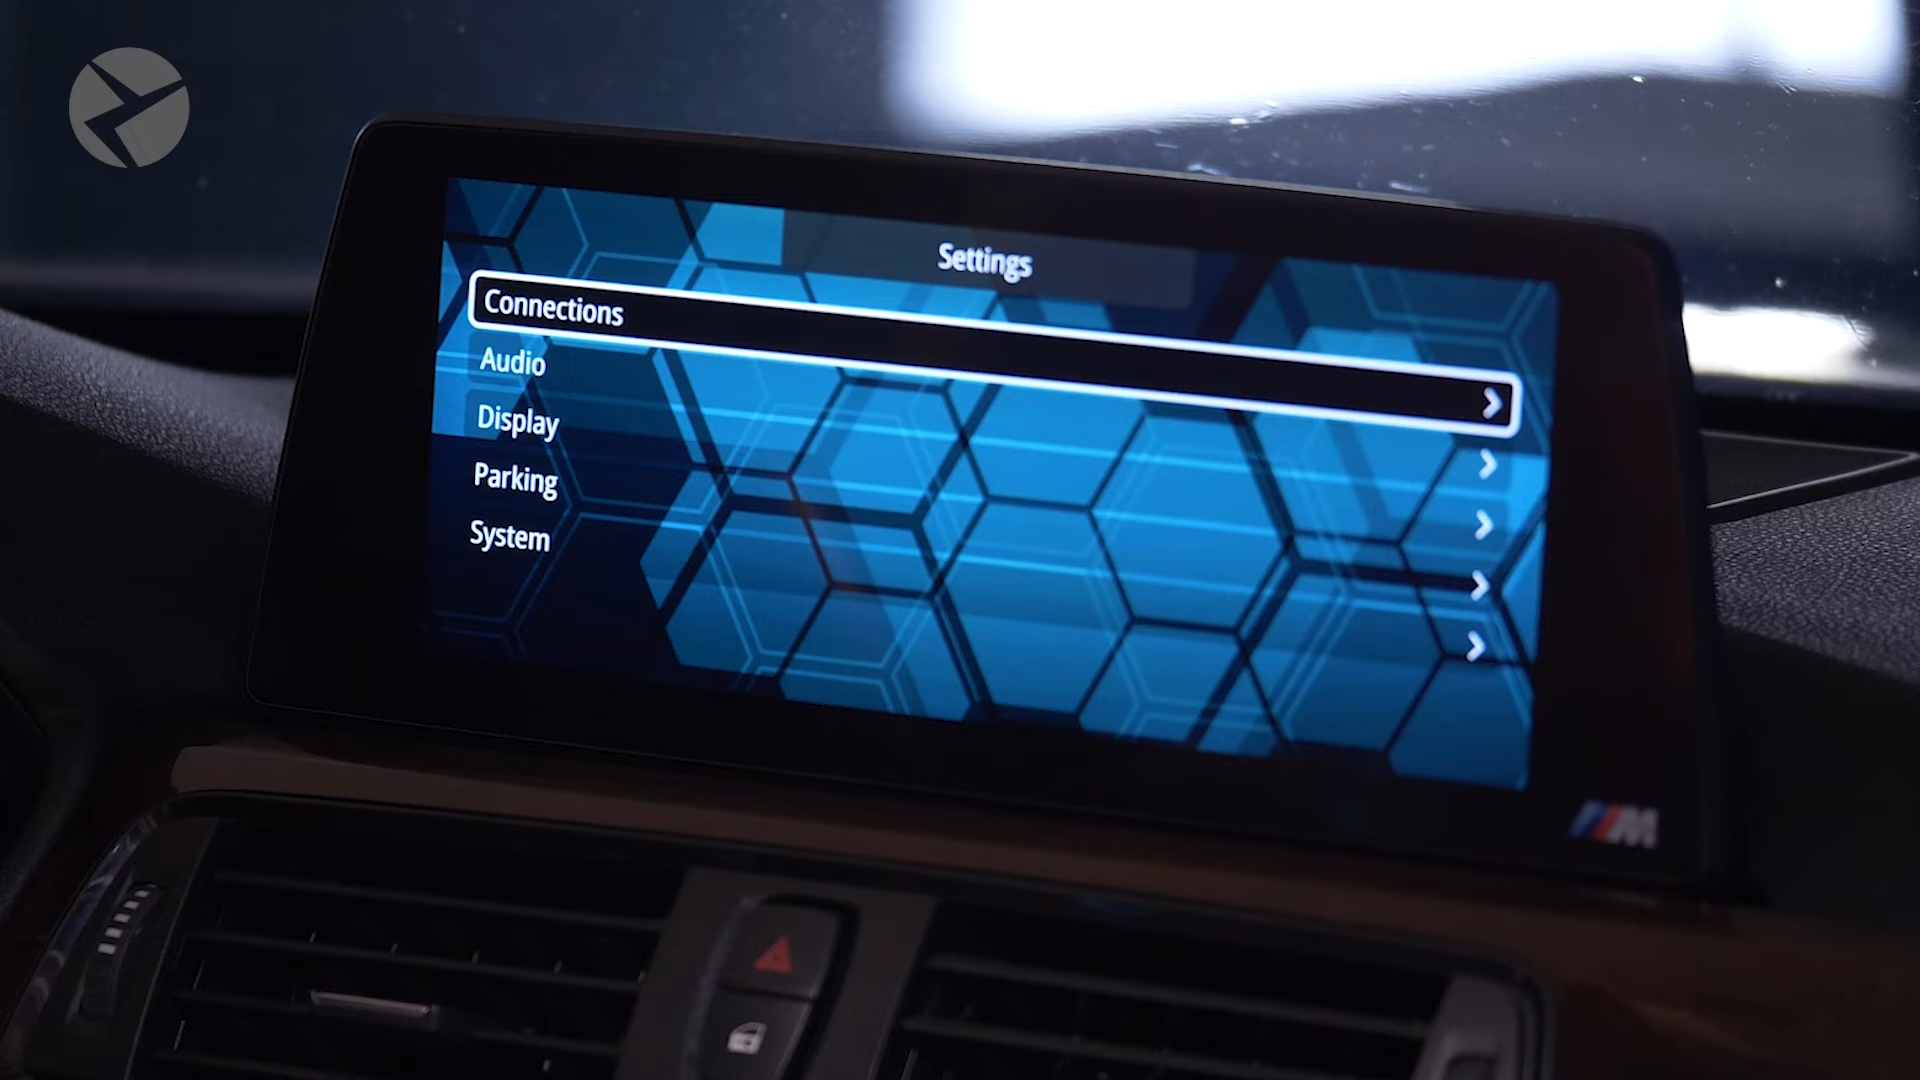 Settings
Connections
Audio
Display
Parking
System
M